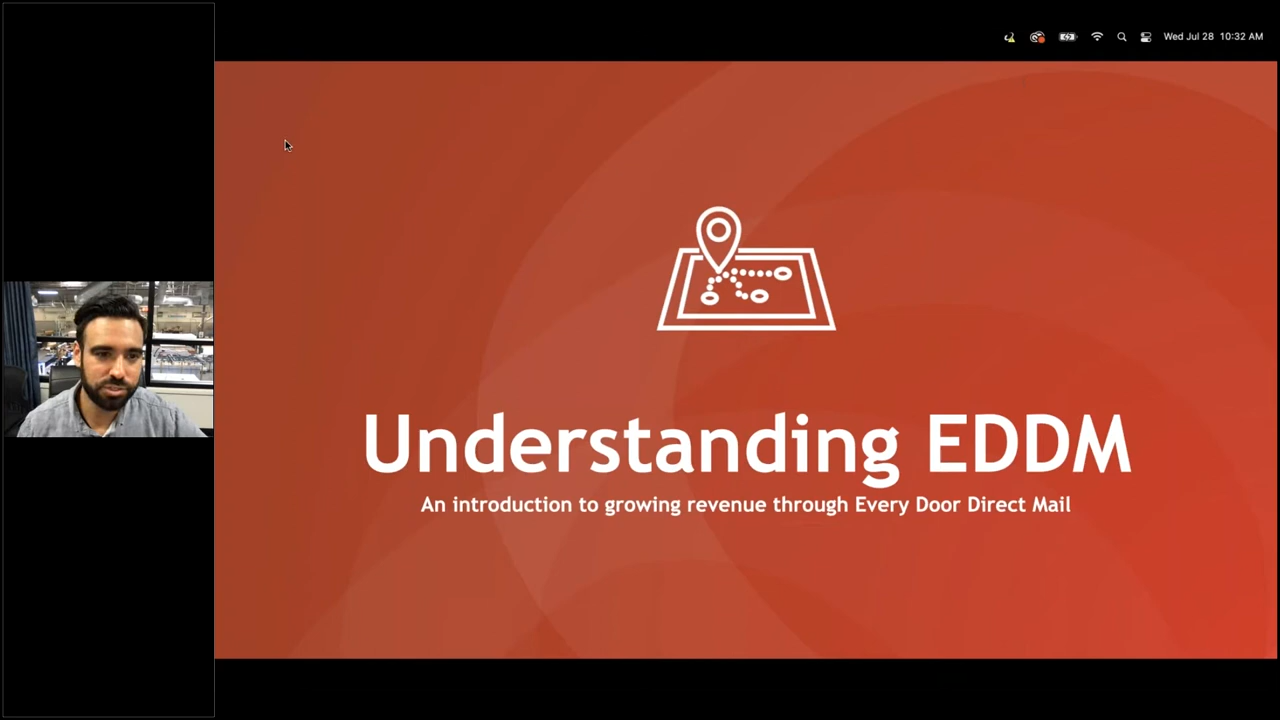 Wed Jul 28 10:32 AM
Understanding EDDM
An introduction to growing revenue through Every Door Direct Mail